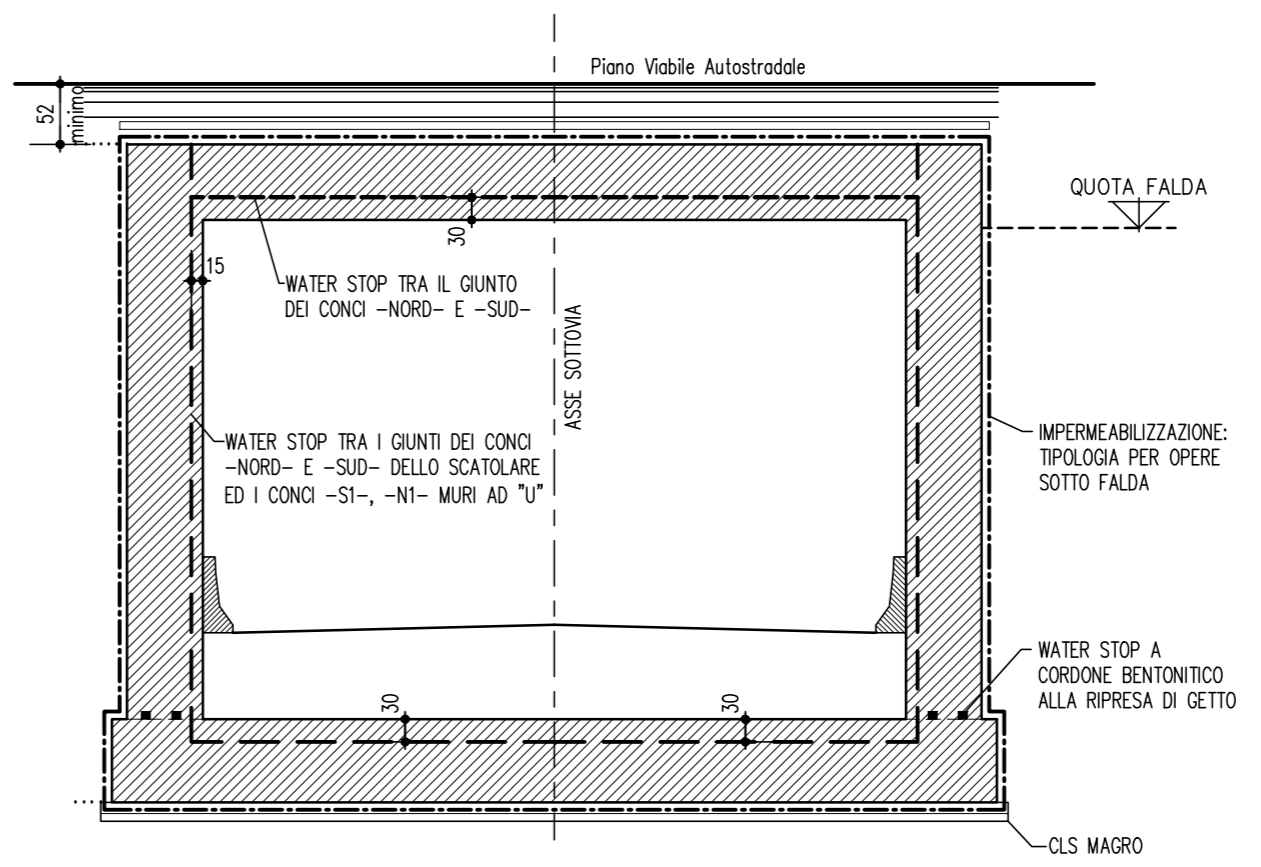 Piano Viabile Autostradale
52
minimo
QUOTA FALDA
30
15
WATER STOP TRA IL GIUNTO
DEI CONCI -NORD- E -SUD-
ASSE SOTTOVIA
WATER STOP TRA I GIUNTI DEI CONCI
-NORD- E -SUD- DELLO SCATOLARE
ED I CONCI -S1-, -N1- MURI AD "U"
IMPERMEABILIZZAZIONE:
TIPOLOGIA PER OPERE
SOTTO FALDA
WATER STOP A
CORDONE BENTONITICO
ALLA RIPRESA DI GETTO
30
30
CLS MAGRO